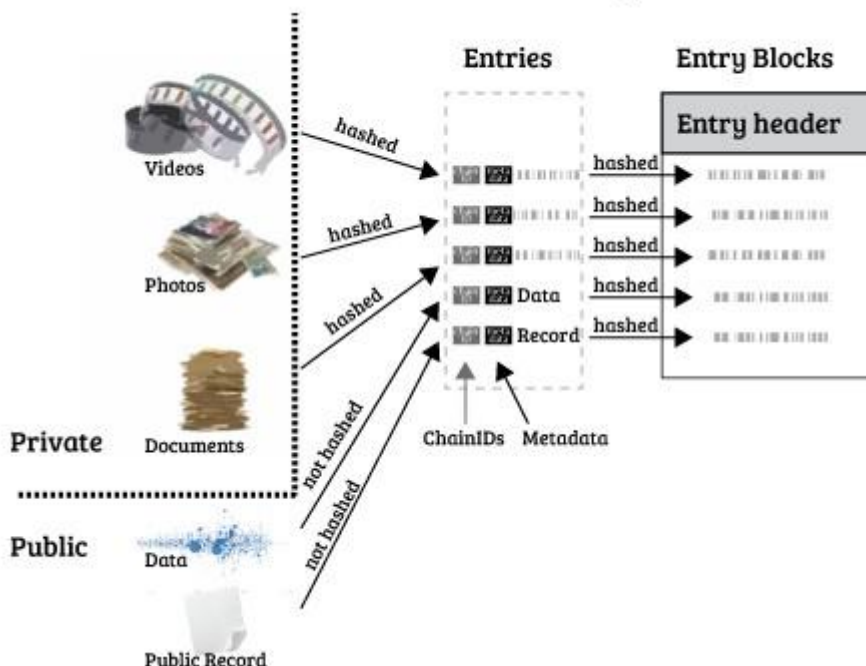 Entries
Entry Blocks
Entry header
Videos
hashed
hashed
Photos
hashed
hashed
hashed
hashed
Data
hashed
Record
hashed
Private
Documents
not hashed
ChainIDs
Metadata
not hashed
Public
Data
Public Record